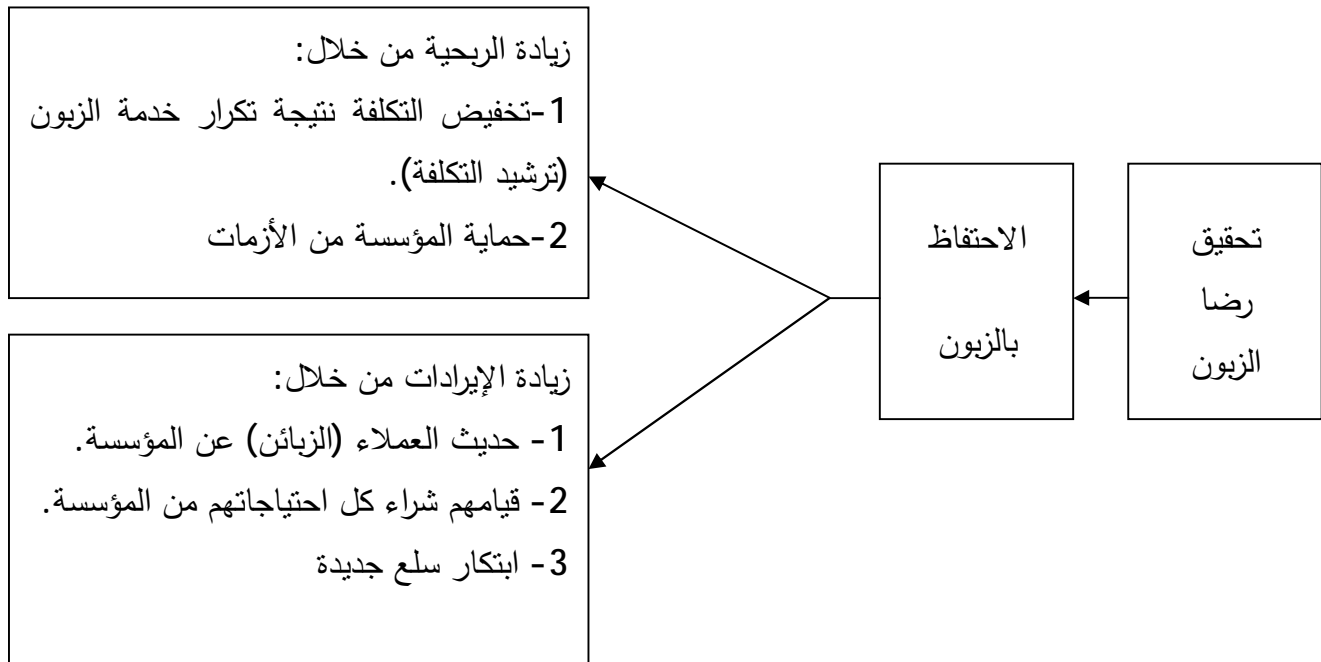 تحقيق
رضا
الزبون
الاحتفاظ
بالزبون
زيادة الربحية من خلال:
1-تخفيض التكلفة نتيجة تكرار خدمة الزبون
(ترشيد التكلفة).
2-حماية المؤسسة من الأزمات
زيادة الإيرادات من خلال:
1- حديث العملاء (الزبائن) عن المؤسسة.
2- قيامهم شراء كل احتياجاتهم من المؤسسة.
3- ابتكار سلع جديدة